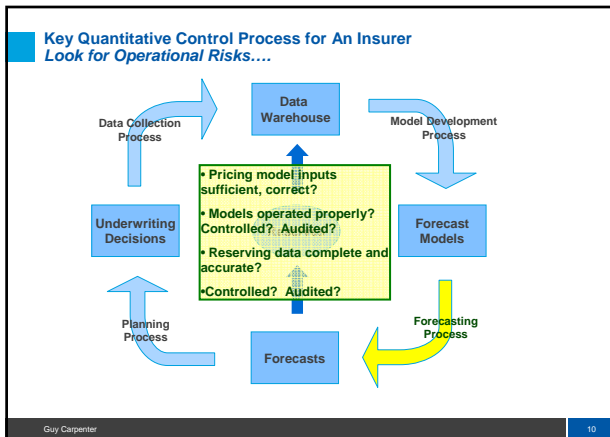 Key Quantitative Control Process for An Insurer
Look for Operational Risks….
Data
Warehouse
Data Collection
Process
Model Development
Process
• Pricing model inputs
sufficient, correct?
• Models operated properly?
Controlled? Audited?
• Reserving data complete and
accurate?
•Controlled? Audited?
Underwriting
Decisions
Forecast
Models
Planning
Process
Forecasting
Process
Forecasts
Guy Carpenter
10